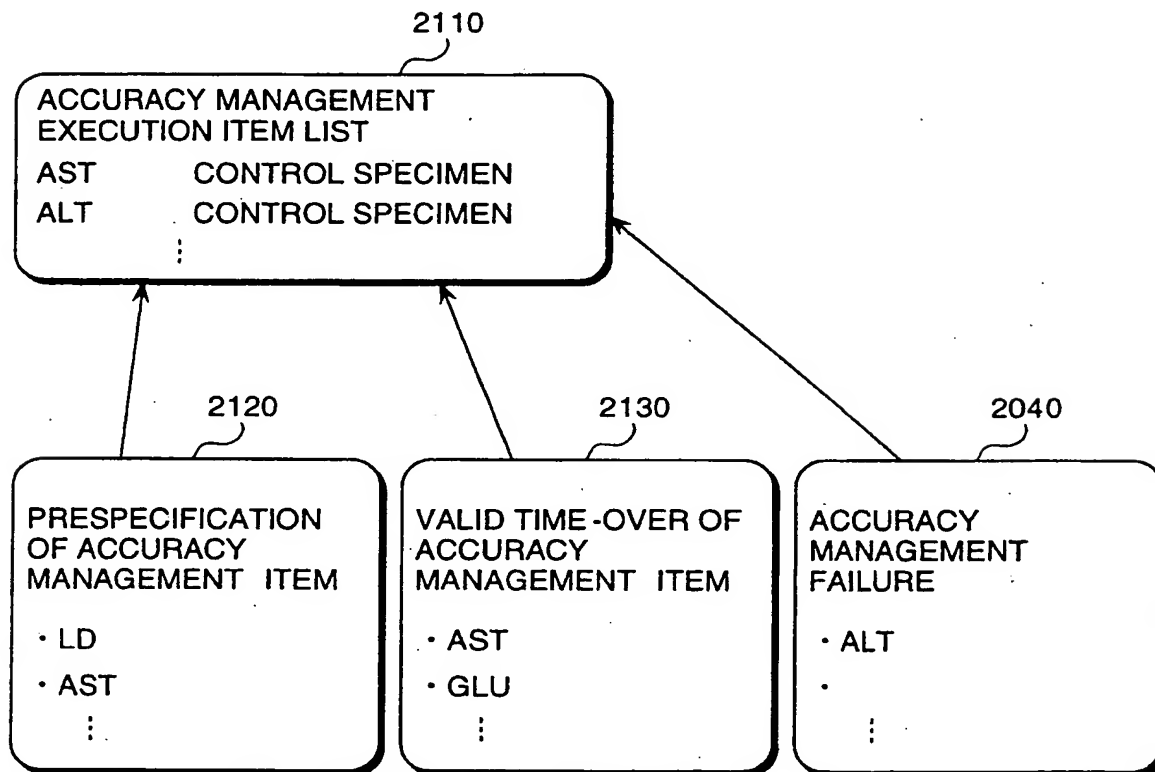 2110
ACCURACY MANAGEMENT
EXECUTION ITEM LIST
AST CONTROL SPECIMEN
ALT CONTROL SPECIMEN
⋮
2120
PRESPECIFICATION
OF ACCURACY
MANAGEMENT ITEM
· LD
· AST
⋮
2130
VALID TIME-OVER OF
ACCURACY
MANAGEMENT ITEM
· AST
· GLU
⋮
2040
ACCURACY
MANAGEMENT
FAILURE
· ALT
·
⋮